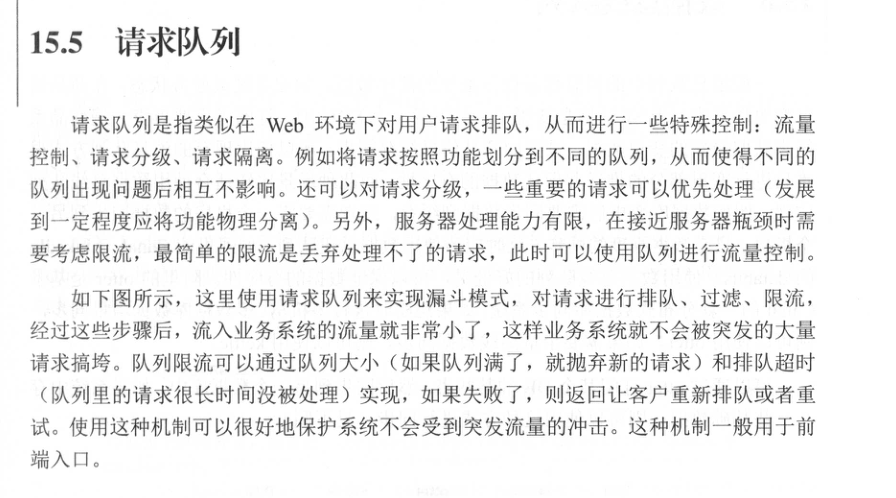 15.5 请求队列
请求队列是指类似在 Web 环境下对用户请求排队，从而进行一些特殊控制：流量
控制、请求分级、请求隔离。例如将请求按照功能划分到不同的队列，从而使得不同的
队列出现问题后相互不影响。还可以对请求分级，一些重要的请求可以优先处理（发展
到一定程度应将功能物理分离）。另外，服务器处理能力有限，在接近服务器瓶颈时需
要考虑限流，最简单的限流是丢弃处理不了的请求，此时可以使用队列进行流量控制。
如下图所示，这里使用请求队列来实现漏斗模式，对请求进行排队、过滤、限流，
经过这些步骤后，流入业务系统的流量就非常小了，这样业务系统就不会被突发的大量
请求搞垮。队列限流可以通过队列大小（如果队列满了，就抛弃新的请求）和排队超时
（队列里的请求很长时间没被处理）实现，如果失败了，则返回让客户重新排队或者重
试。使用这种机制可以很好地保护系统不会受到突发流量的冲击。这种机制一般用于前
端入口。